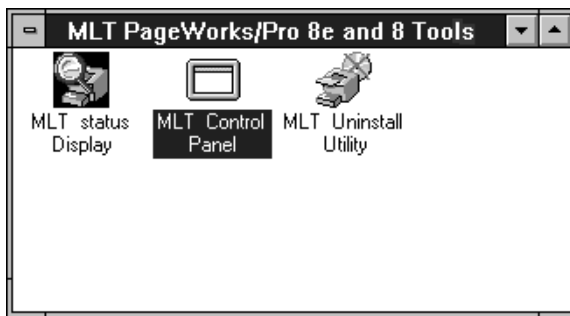 MLT PageWorks/Pro 8e and 8 Tools
MLT status MLT Control MLT Uninstall
Display Panel Utility